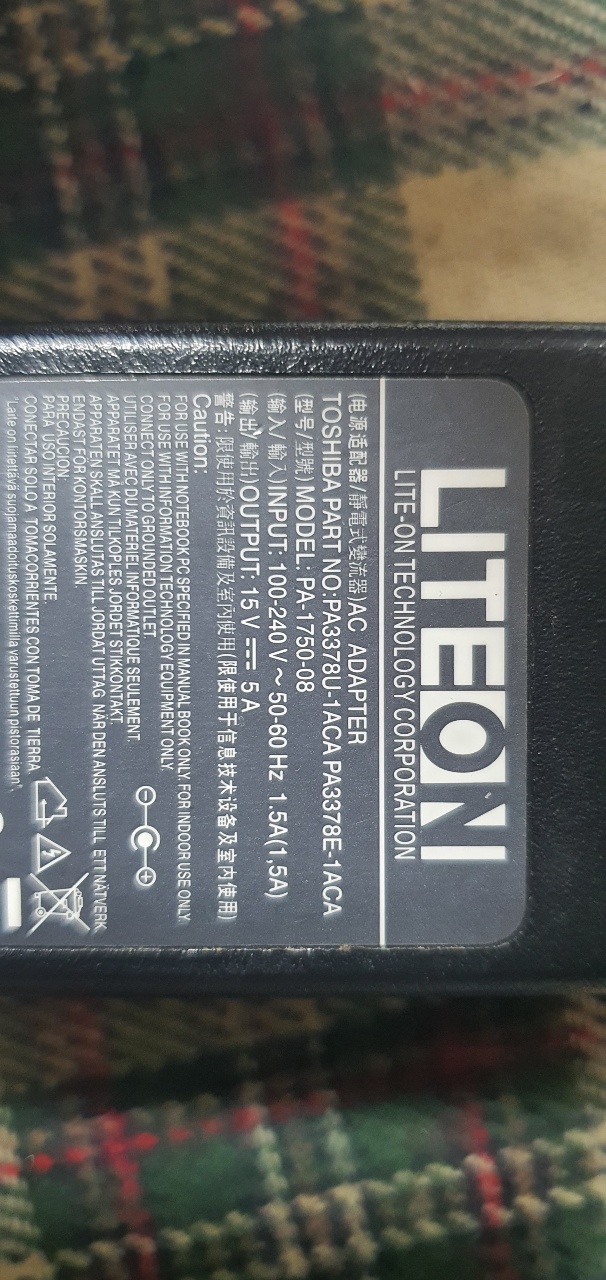 LITEON
LITE-ON TECHNOLOGY CORPORATION
(电源适配器/靜電式變流器)AC ADAPTER
TOSHIBA PART NO:PA3378U-1ACA PA3378E-1ACA
(型号/型號) MODEL: PA-1750-08
(输入/輸入)INPUT: 100-240 V ~ 50-60 Hz 1.5A(1,5A)
(输出/輸出)OUTPUT: 15 V ⎓ 5 A
警告: 限使用於資訊設備及室內使用(限使用于信息技术设备及室内使用)
Caution:
FOR USE WITH NOTEBOOK PC SPECIFIED IN MANUAL BOOK ONLY. FOR INDOOR USE ONLY.
FOR USE WITH INFORMATION TECHNOLOGY EQUIPMENT ONLY.
CONNECT ONLY TO GROUNDED OUTLET.
UTILISER AVEC DU MATERIEL INFORMATIQUE SEULEMENT.
APPARATET MÅ KUN TILKOPLES JORDET STIKKONTAKT.
APPARATEN SKALL ANSLUTAS TILL JORDAT UTTAG NÄR DEN ANSLUTS TILL ETT NÄTVERK.
ENDAST FÖR KONTORSMASKIN.
PRECAUCION:
PARA USO INTERIOR SOLAMENTE.
CONECTAR SOLO A TOMACORRIENTES CON TOMA DE TIERRA
"Laite on liitettävä suojamaadoituskoskettimilla varustettuun pistorasiaan".